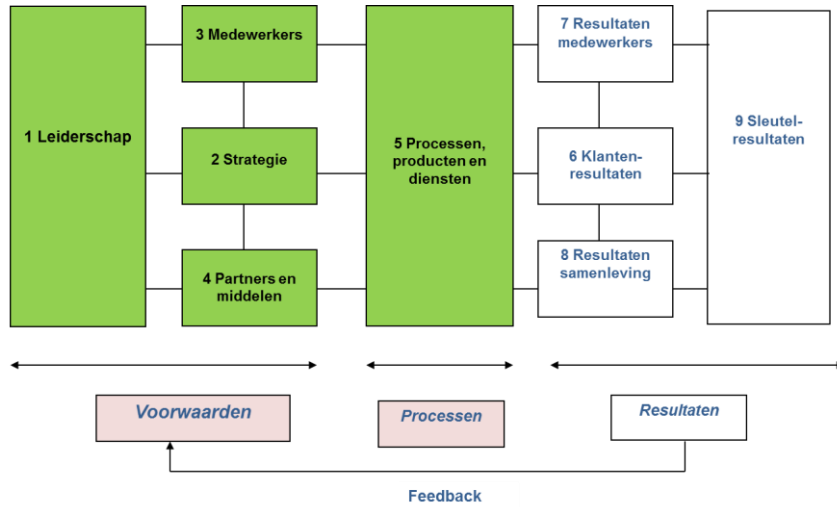 1 Leiderschap
3 Medewerkers
2 Strategie
4 Partners en
middelen
5 Processen,
producten en
diensten
7 Resultaten
medewerkers
6 Klanten-
resultaten
8 Resultaten
samenleving
9 Sleutel-
resultaten
Voorwaarden
Processen
Resultaten
Feedback